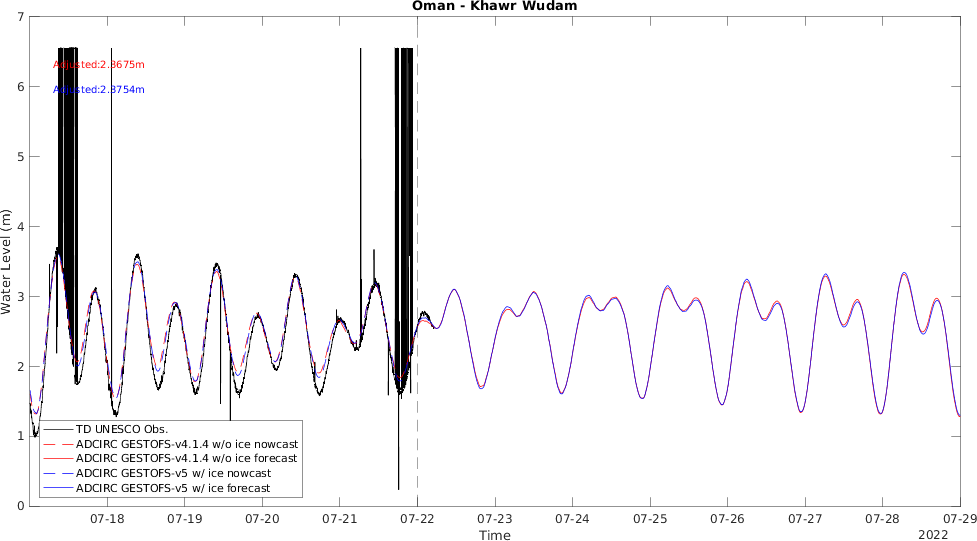 Oman - Khawr Wudam
7
6
5
4
3
2
1
0
Water Level (m)
Adjusted:2.3675m
Adjusted:2.3754m
TD UNESCO Obs.
ADCIRC GESTOFS-v4.1.4 w/o ice nowcast
ADCIRC GESTOFS-v4.1.4 w/o ice forecast
ADCIRC GESTOFS-v5 w/ ice nowcast
ADCIRC GESTOFS-v5 w/ ice forecast
07-18 07-19 07-20 07-21 07-22 07-23 07-24 07-25 07-26 07-27 07-28 07-29
Time
2022